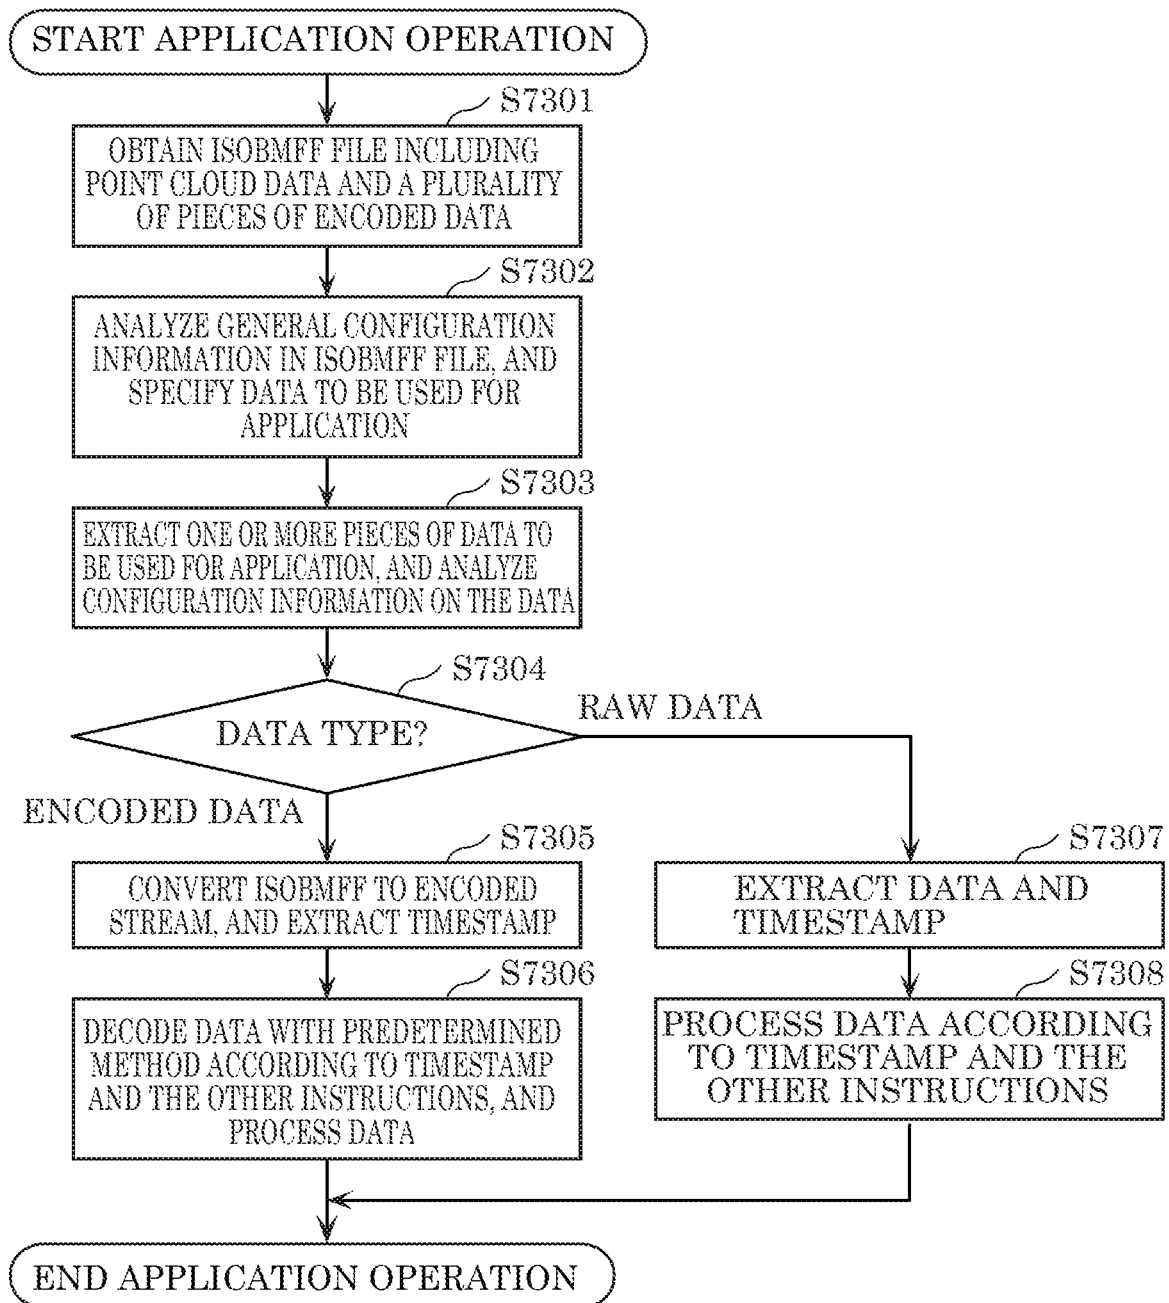 START APPLICATION OPERATION
S7301
OBTAIN ISOBMFF FILE INCLUDING
POINT CLOUD DATA AND A PLURALITY
OF PIECES OF ENCODED DATA
S7302
ANALYZE GENERAL CONFIGURATION
INFORMATION IN ISOBMFF FILE, AND
SPECIFY DATA TO BE USED FOR
APPLICATION
S7303
EXTRACT ONE OR MORE PIECES OF DATA TO
BE USED FOR APPLICATION, AND ANALYZE
CONFIGURATION INFORMATION ON THE DATA
S7304
DATA TYPE?
RAW DATA
ENCODED DATA
S7305
CONVERT ISOBMFF TO ENCODED
STREAM, AND EXTRACT TIMESTAMP
S7306
DECODE DATA WITH PREDETERMINED
METHOD ACCORDING TO TIMESTAMP
AND THE OTHER INSTRUCTIONS, AND
PROCESS DATA
S7307
EXTRACT DATA AND
TIMESTAMP
S7308
PROCESS DATA ACCORDING
TO TIMESTAMP AND THE
OTHER INSTRUCTIONS
END APPLICATION OPERATION